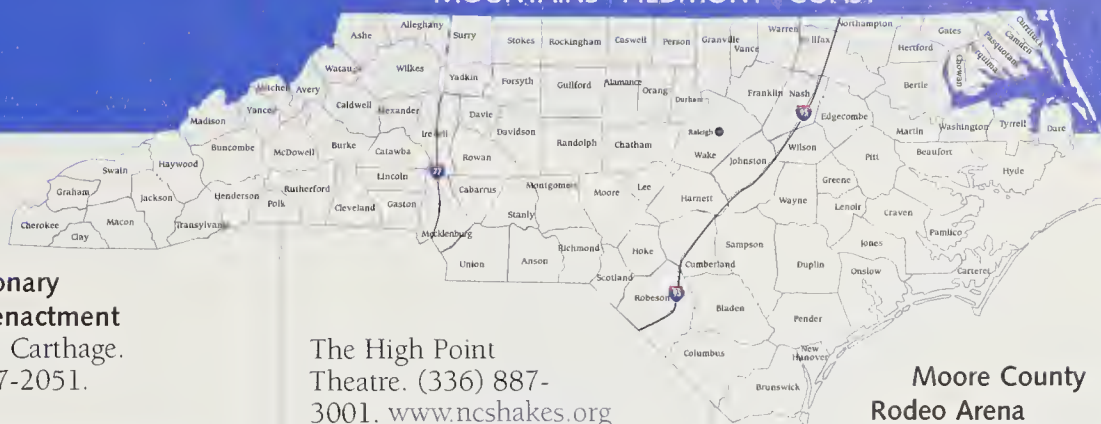 MOUNTAINS PIEDMONT COAST
Alleghany
Ashe
Surry
Stokes
Rockingham
Caswell
Person
Granville
Vance
Warren
Northampton
Gates
Currituck
Camden
Pasquotank
Hertford
Chowan
Bertie
Watauga
Wilkes
Yadkin
Forsyth
Guilford
Alamance
Durham
Franklin
Nash
95
Edgecombe
Martin
Washington
Tyrrell
Dare
Mitchell
Avery
Yancey
Caldwell
Alexander
Iredell
Davie
Davidson
Randolph
Chatham
Raleigh
Wake
Johnston
Wilson
Pitt
Beaufort
Hyde
Madison
Buncombe
McDowell
Burke
Catawba
77
Rowan
Haywood
Swain
Graham
Jackson
Henderson
Rutherford
Polk
Lincoln
Cleveland
Gaston
Cabarrus
Montgomery
Moore
Lee
Harnett
Wayne
Greene
Lenoir
Craven
Pamlico
Cherokee
Clay
Macon
Transylvania
Mecklenburg
Stanly
Union
Anson
Richmond
Scotland
Hoke
Cumberland
Sampson
Duplin
Jones
Onslow
Carteret
Robeson
95
Bladen
Pender
Columbus
New
Hanover
Brunswick
onary
enactment
Carthage.
7-2051.
The High Point
Theatre. (336) 887-
3001. www.ncshakes.org
Moore County
Rodeo Arena